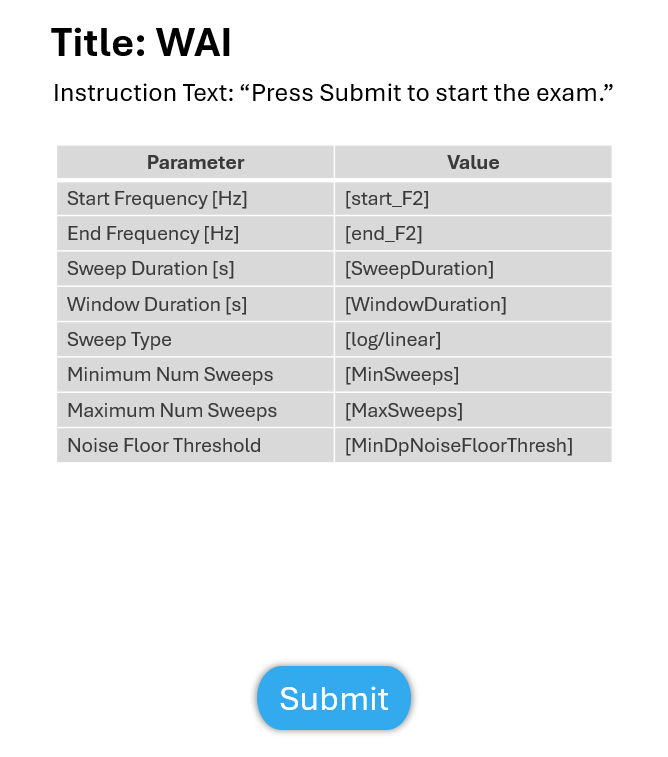 Title: WAI
Instruction Text: “Press Submit to start the exam.”
Parameter Value
Start Frequency [Hz] [start_F2]
End Frequency [Hz] [end_F2]
Sweep Duration [s] [SweepDuration]
Window Duration [s] [WindowDuration]
Sweep Type [log/linear]
Minimum Num Sweeps [MinSweeps]
Maximum Num Sweeps [MaxSweeps]
Noise Floor Threshold [MinDpNoiseFloorThresh]
Submit